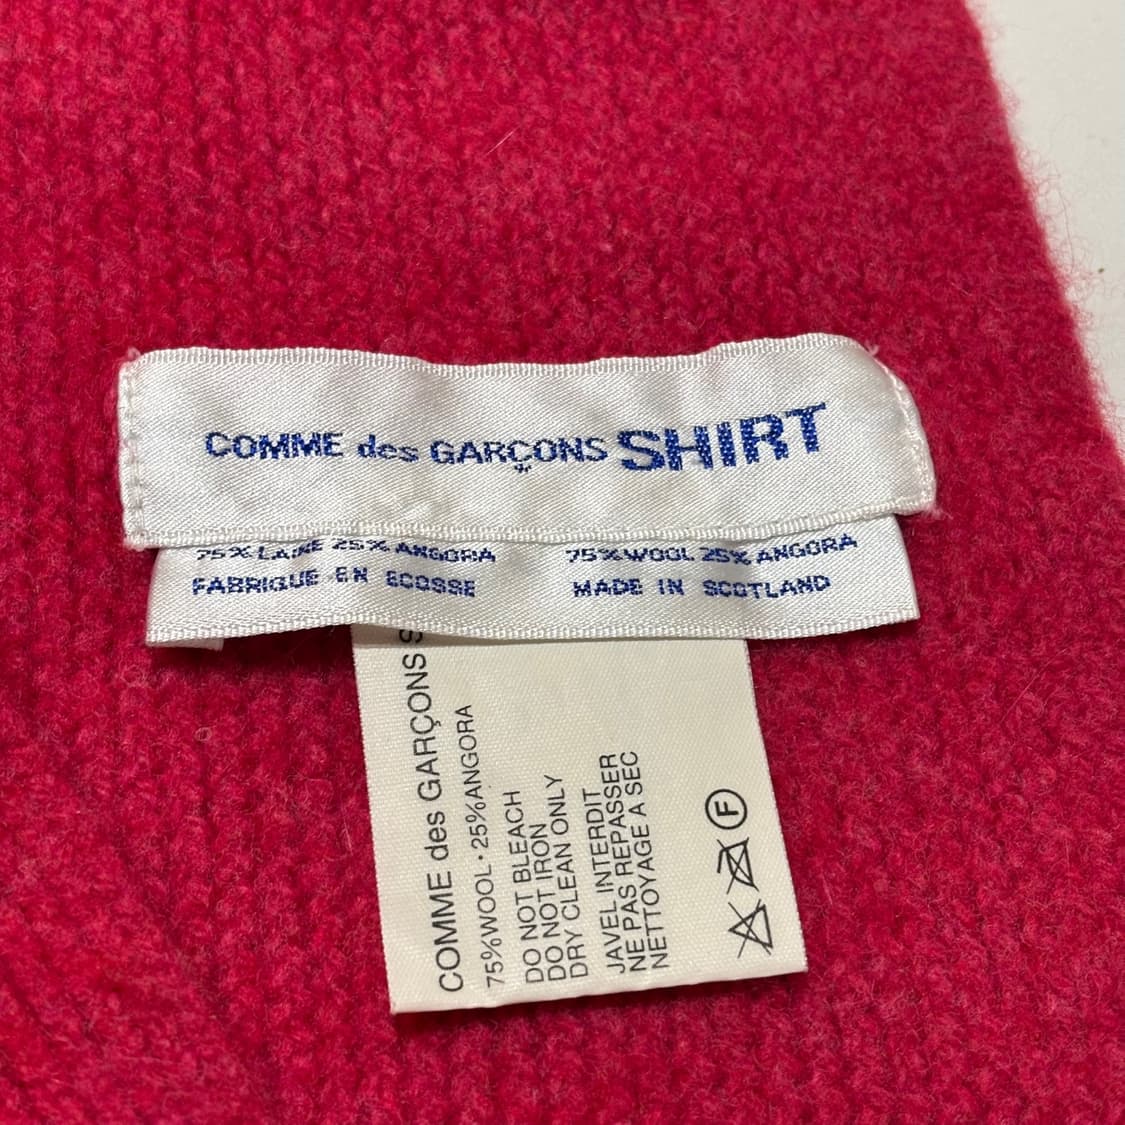 COMME des GARÇONS SHIRT
75% LAINE 25% ANGORA
FABRIQUE EN ECOSSE
75% WOOL 25% ANGORA
MADE IN SCOTLAND
COMME des GARÇONS S
75%WOOL·25%ANGORA
DO NOT BLEACH
DO NOT IRON
DRY CLEAN ONLY
JAVEL INTERDIT
NE PAS REPASSER
NETTOYAGE A SEC
F